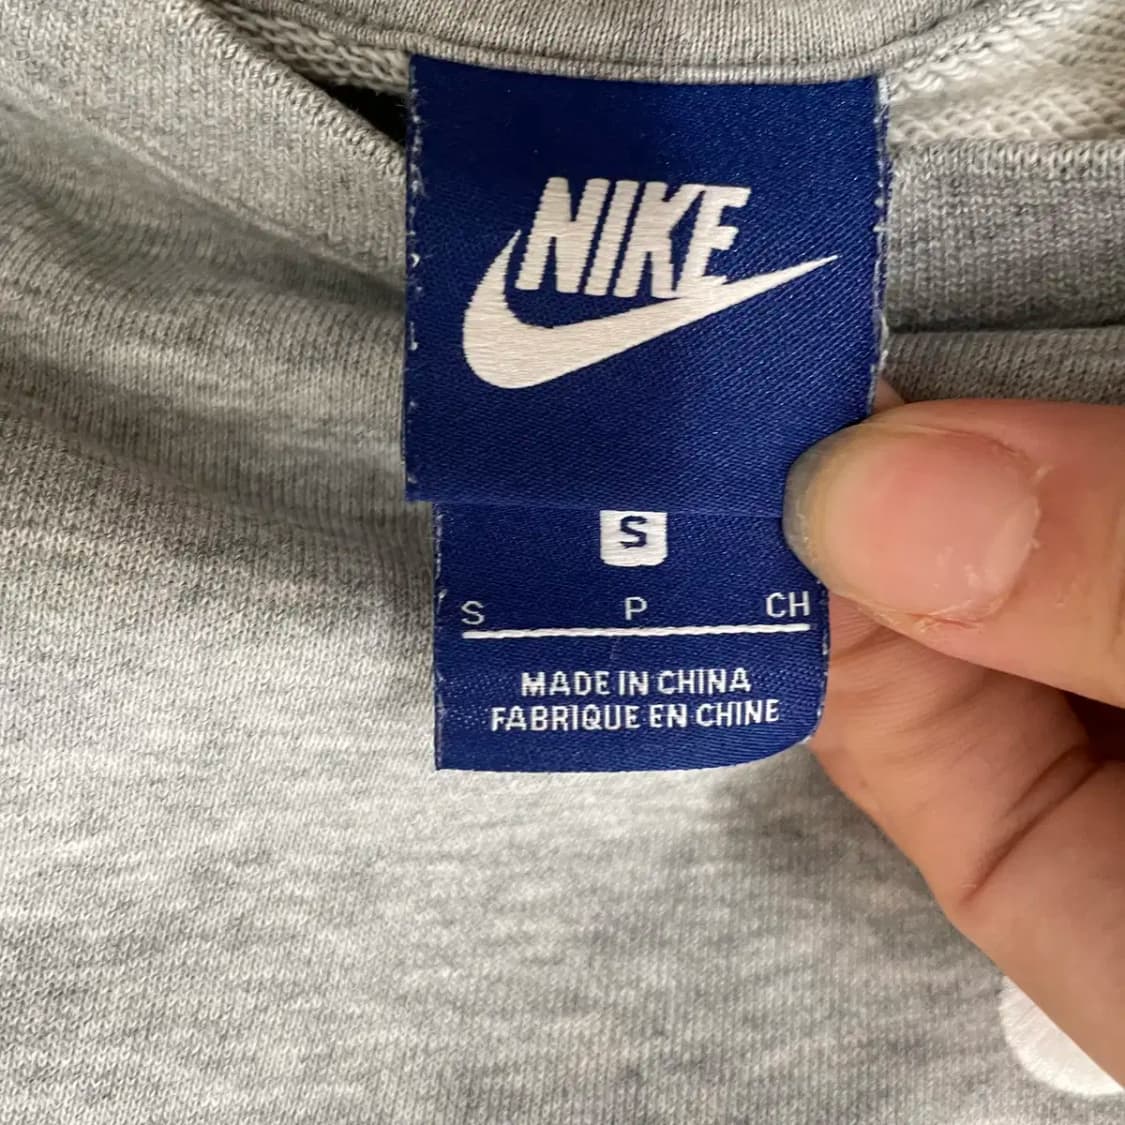 NIKE
S
S P CH
MADE IN CHINA
FABRIQUE EN CHINE